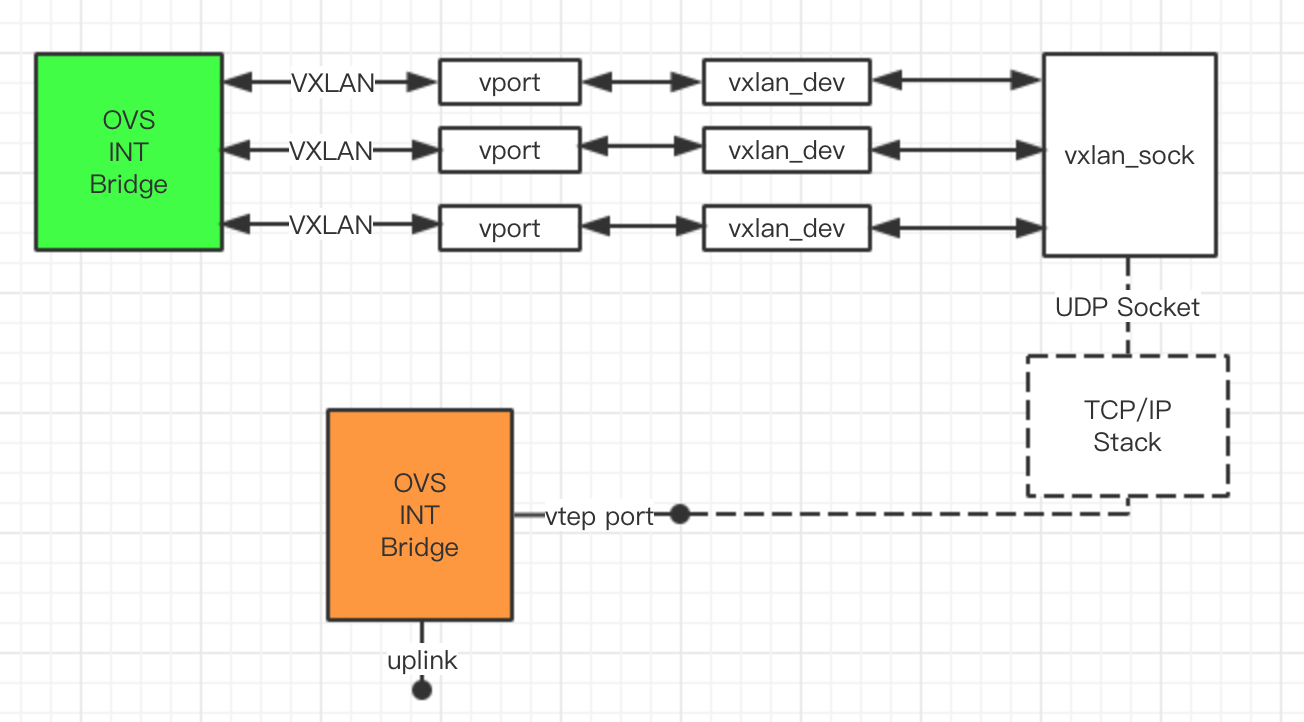 OVS
INT
Bridge
VXLAN
vport
vxlan_dev
VXLAN
vport
vxlan_dev
VXLAN
vport
vxlan_dev
vxlan_sock
UDP Socket
TCP/IP
Stack
OVS
INT
Bridge
vtep port
uplink